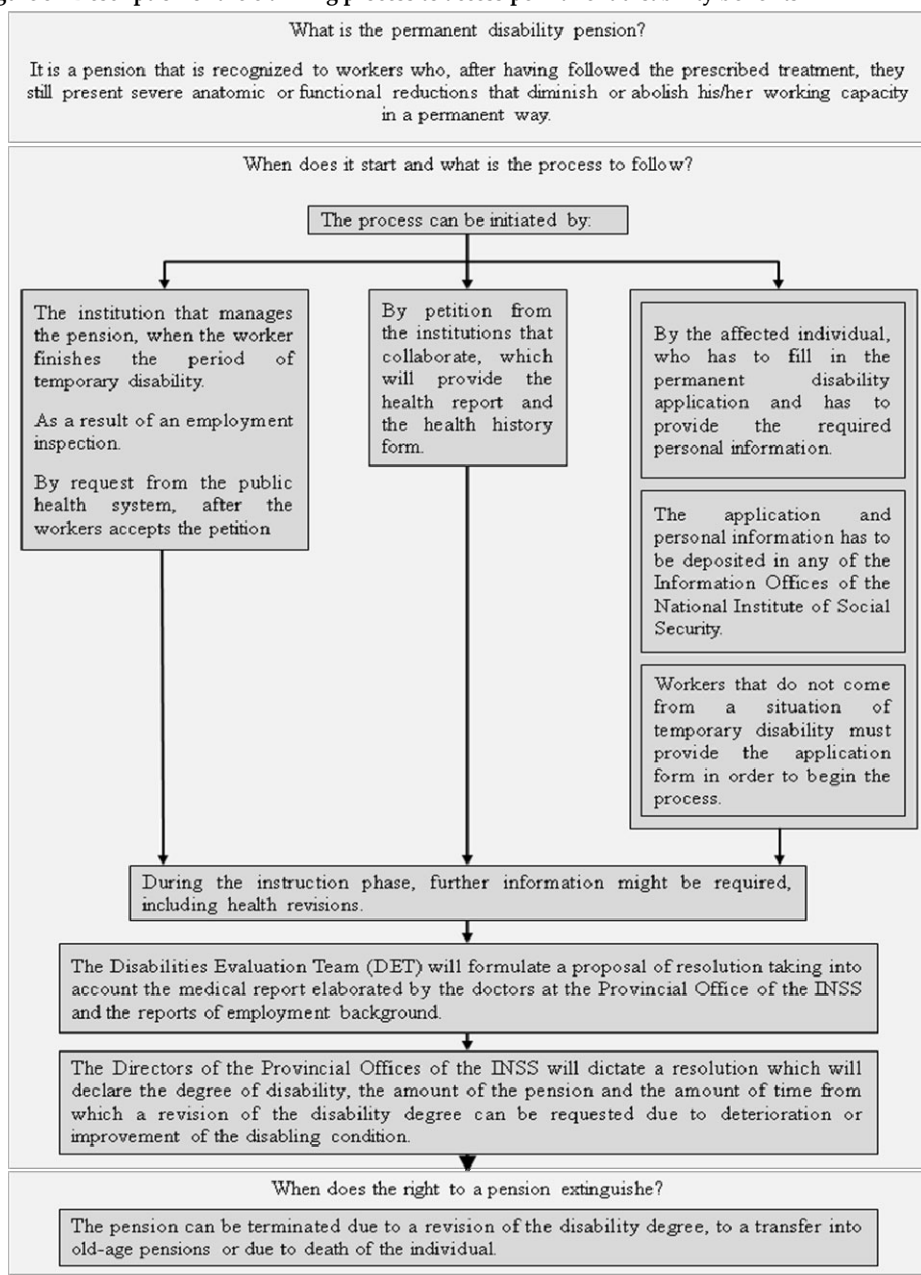 What is the permanent disability pension?
It is a pension that is recognized to workers who, after having followed the prescribed treatment, they
still present severe anatomic or functional reductions that diminish or abolish his/her working capacity
in a permanent way.
When does it start and what is the process to follow?
The process can be initiated by:
The institution that manages
the pension, when the worker
finishes the period of
temporary disability.
As a result of an employment
inspection.
By request from the public
health system, after the
workers accepts the petition
By petition from
the institutions that
collaborate, which
will provide the
health report and
the health history
form.
By the affected individual,
who has to fill in the
permanent disability
application and has to
provide the required
personal information.
The application and
personal information has to
be deposited in any of the
Information Offices of the
National Institute of Social
Security.
Workers that do not come
from a situation of
temporary disability must
provide the application
form in order to begin the
process.
During the instruction phase, further information might be required,
including health revisions.
The Disabilities Evaluation Team (DET) will formulate a proposal of resolution taking into
account the medical report elaborated by the doctors at the Provincial Office of the INSS
and the reports of employment background.
The Directors of the Provincial Offices of the INSS will dictate a resolution which will
declare the degree of disability, the amount of the pension and the amount of time from
which a revision of the disability degree can be requested due to deterioration or
improvement of the disabling condition.
When does the right to a pension extinguishe?
The pension can be terminated due to a revision of the disability degree, to a transfer into
old-age pensions or due to death of the individual.